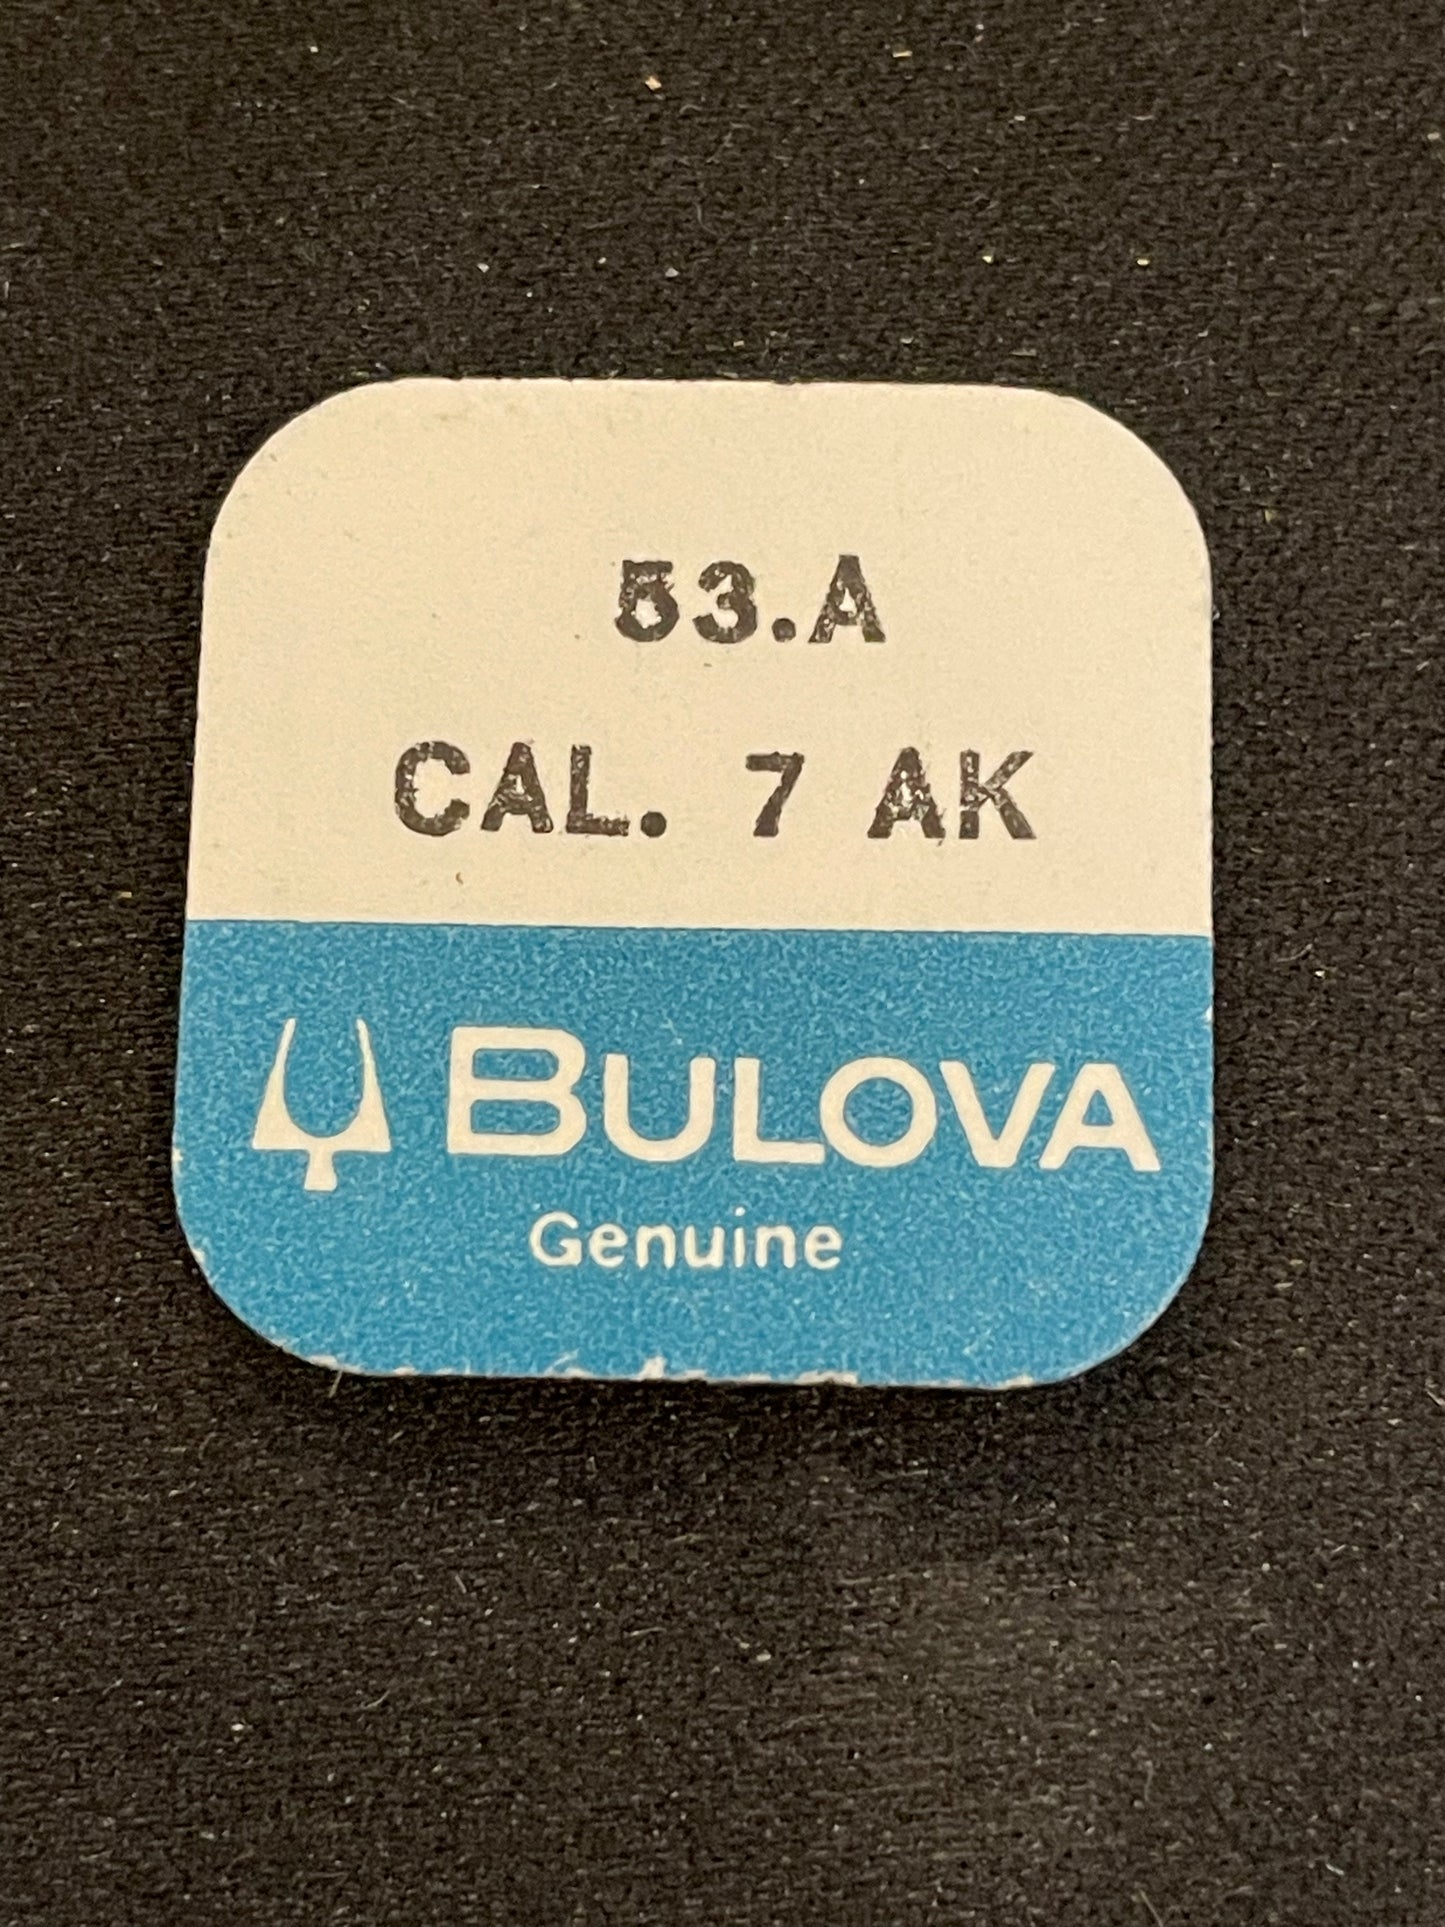 53.A
CAL. 7 AK
BULOVA
Genuine